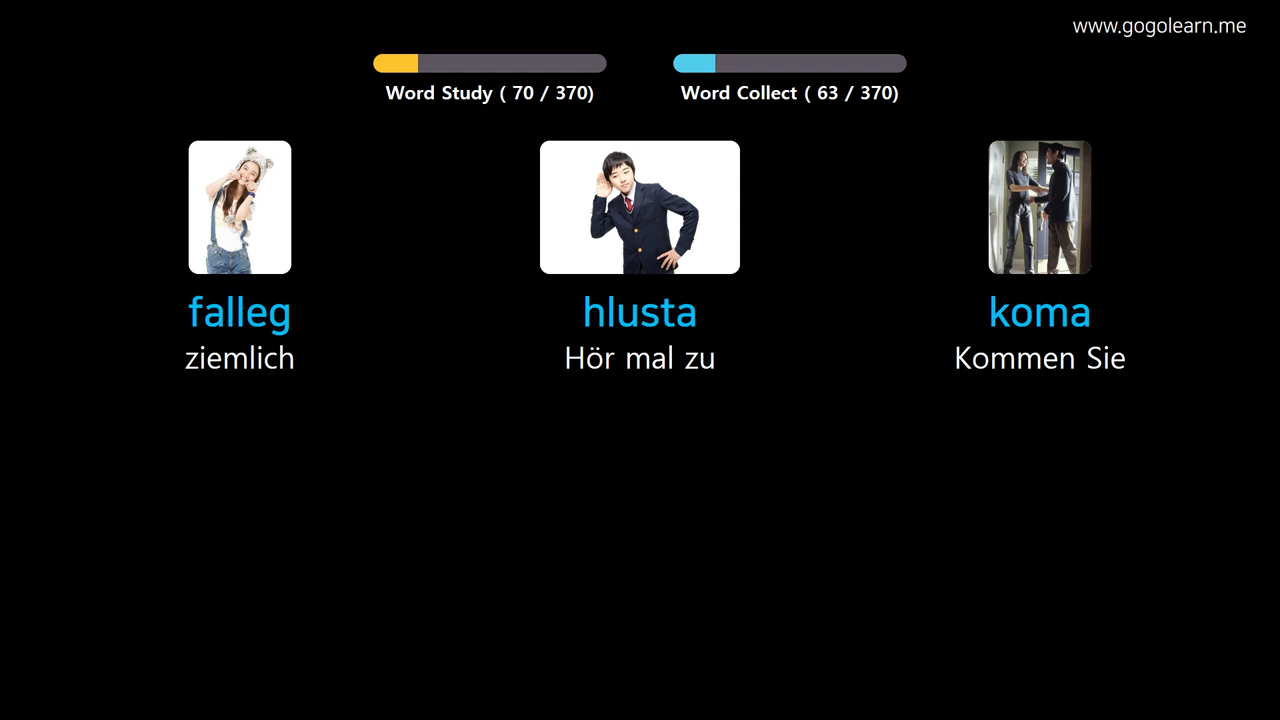 www.gogolearn.me
Word Study ( 70 / 370)
Word Collect ( 63 / 370)
falleg
hlusta
koma
ziemlich
Hör mal zu
Kommen Sie